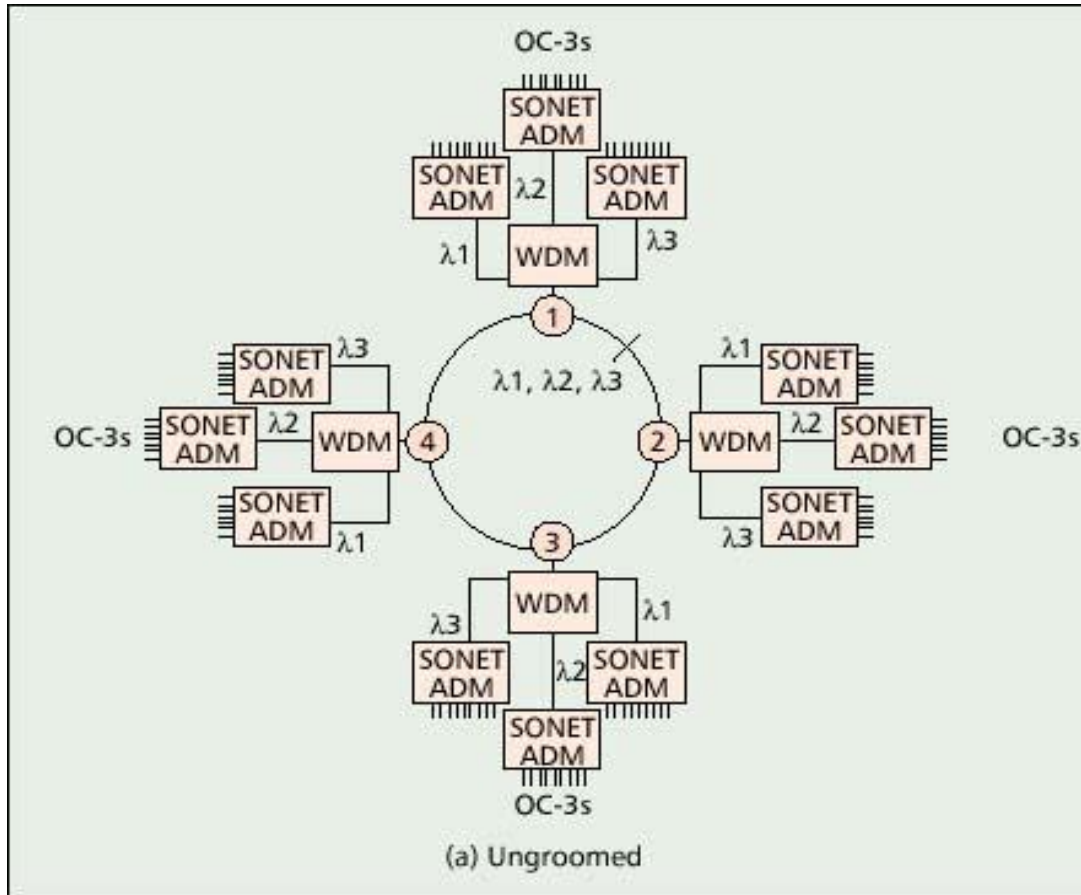 OC-3s
SONET
ADM
SONET
ADM
SONET
ADM
λ2
λ1
WDM
λ3
1
λ1, λ2, λ3
SONET
ADM
λ3
OC-3s
SONET
ADM
λ2
WDM
4
SONET
ADM
λ1
2
WDM
λ1
SONET
ADM
λ2
SONET
ADM
OC-3s
λ3
SONET
ADM
3
WDM
λ3
λ1
λ2
SONET
ADM
SONET
ADM
SONET
ADM
OC-3s
(a) Ungroomed